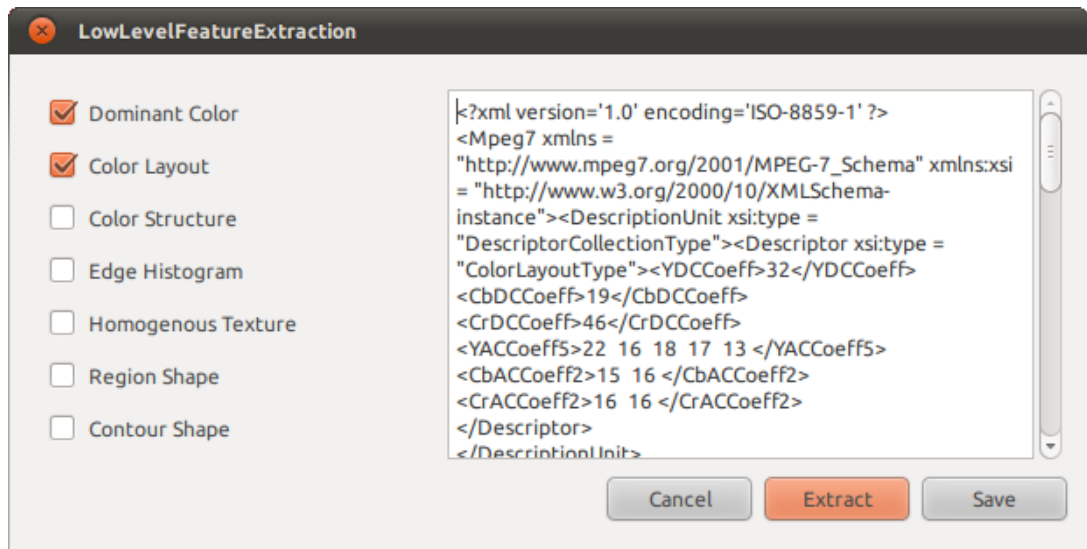 LowLevelFeatureExtraction
Dominant Color
Color Layout
Color Structure
Edge Histogram
Homogenous Texture
Region Shape
Contour Shape
<?xml version='1.0' encoding='ISO-8859-1' ?>
<Mpeg7 xmlns =
"http://www.mpeg7.org/2001/MPEG-7_Schema" xmlns:xsi
= "http://www.w3.org/2000/10/XMLSchema-
instance"><DescriptionUnit xsi:type =
"DescriptorCollectionType"><Descriptor xsi:type =
"ColorLayoutType"><YDCCoeff>32</YDCCoeff>
<CbDCCoeff>19</CbDCCoeff>
<CrDCCoeff>46</CrDCCoeff>
<YACCoeff5>22  16  18  17  13 </YACCoeff5>
<CbACCoeff2>15  16 </CbACCoeff2>
<CrACCoeff2>16  16 </CrACCoeff2>
</Descriptor>
</DescriptionUnit>
Cancel
Extract
Save